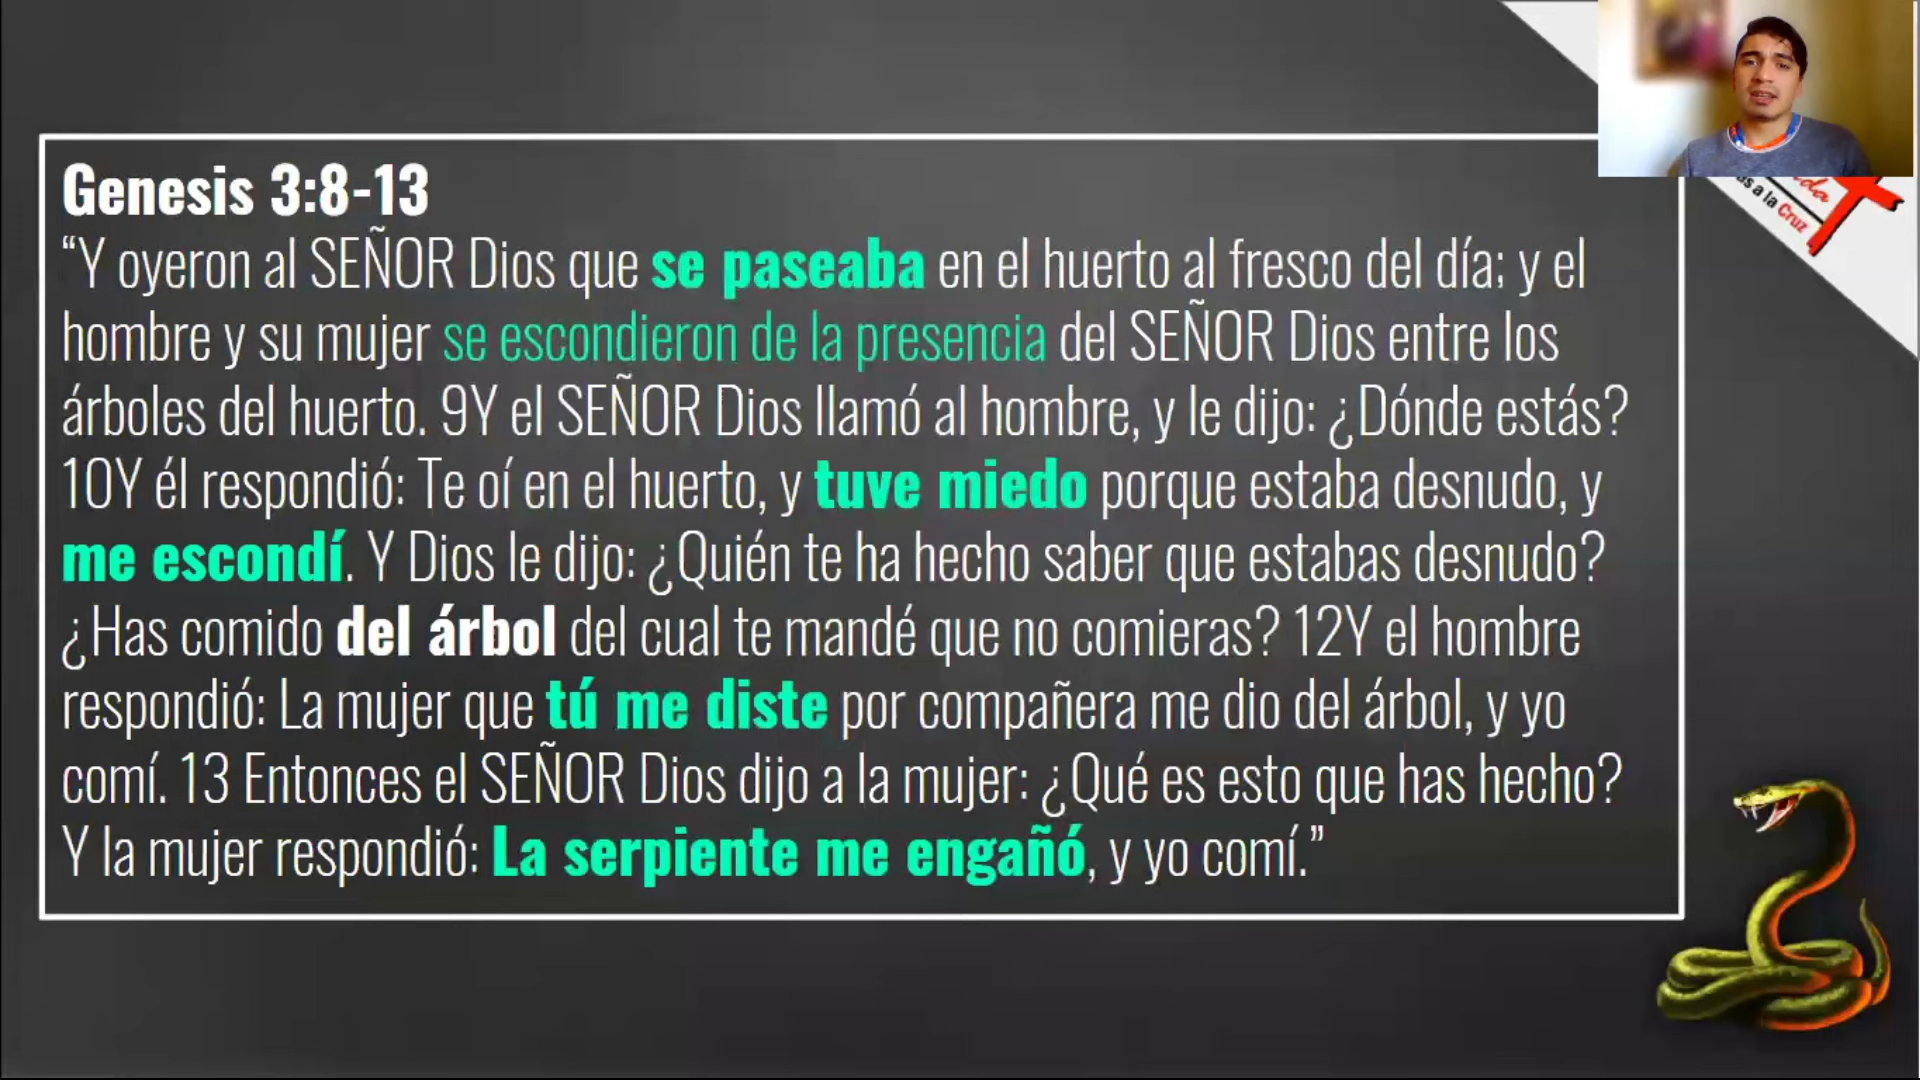 Genesis 3:8-13
“Y oyeron al SEÑOR Dios que se paseaba en el huerto al fresco del día; y el
hombre y su mujer se escondieron de la presencia del SEÑOR Dios entre los
árboles del huerto. 9Y el SEÑOR Dios llamó al hombre, y le dijo: ¿Dónde estás?
10Y él respondió: Te oí en el huerto, y tuve miedo porque estaba desnudo, y
me escondí. Y Dios le dijo: ¿Quién te ha hecho saber que estabas desnudo?
¿Has comido del árbol del cual te mandé que no comieras? 12Y el hombre
respondió: La mujer que tú me diste por compañera me dio del árbol, y yo
comí. 13 Entonces el SEÑOR Dios dijo a la mujer: ¿Qué es esto que has hecho?
Y la mujer respondió: La serpiente me engañó, y yo comí.”
a la Cruz